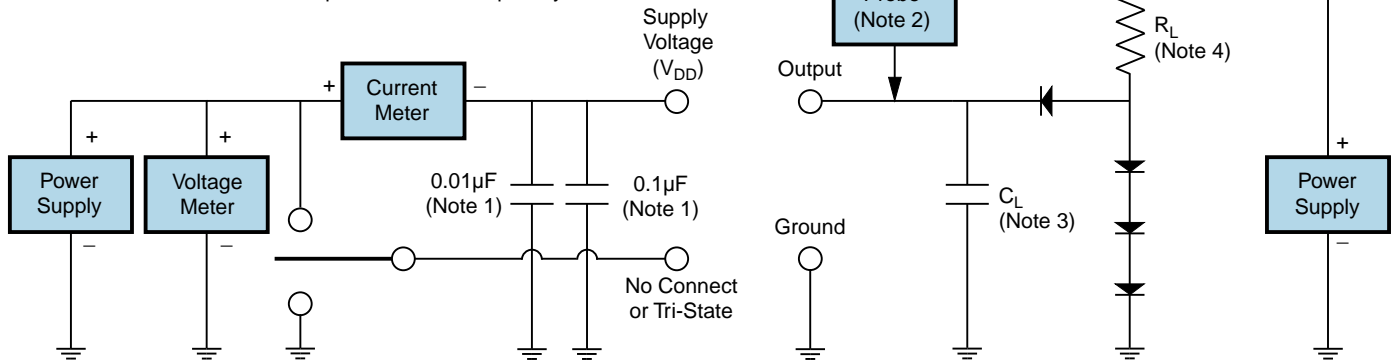 Supply
Voltage
(V_DD)
(Note 2)
R_L
(Note 4)
Output
+
Current
Meter
–
+
Power
Supply
–
+
Voltage
Meter
–
0.01µF
(Note 1)
0.1µF
(Note 1)
C_L
(Note 3)
+
Power
Supply
–
Ground
No Connect
or Tri-State